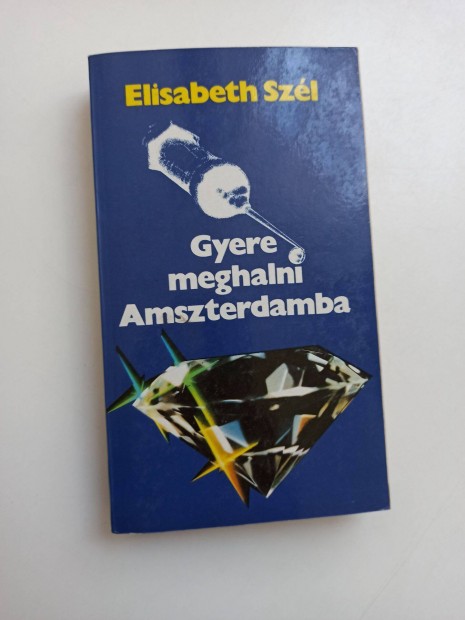 Elisabeth Szél
Gyere
meghalni
Amszterdamba